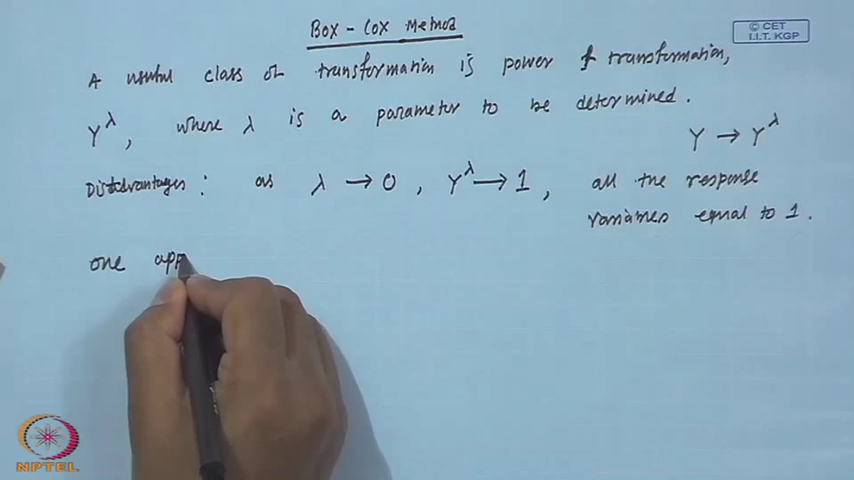 Box - Cox Method
© CET
I.I.T. KGP
A useful class of transformation is power of transformation,
Y^λ, where λ is a parameter to be determined.
Y → Y^λ
Disadvantages : as λ → 0, Y^λ → 1, all the response
variables equal to 1.
one app
NPTEL